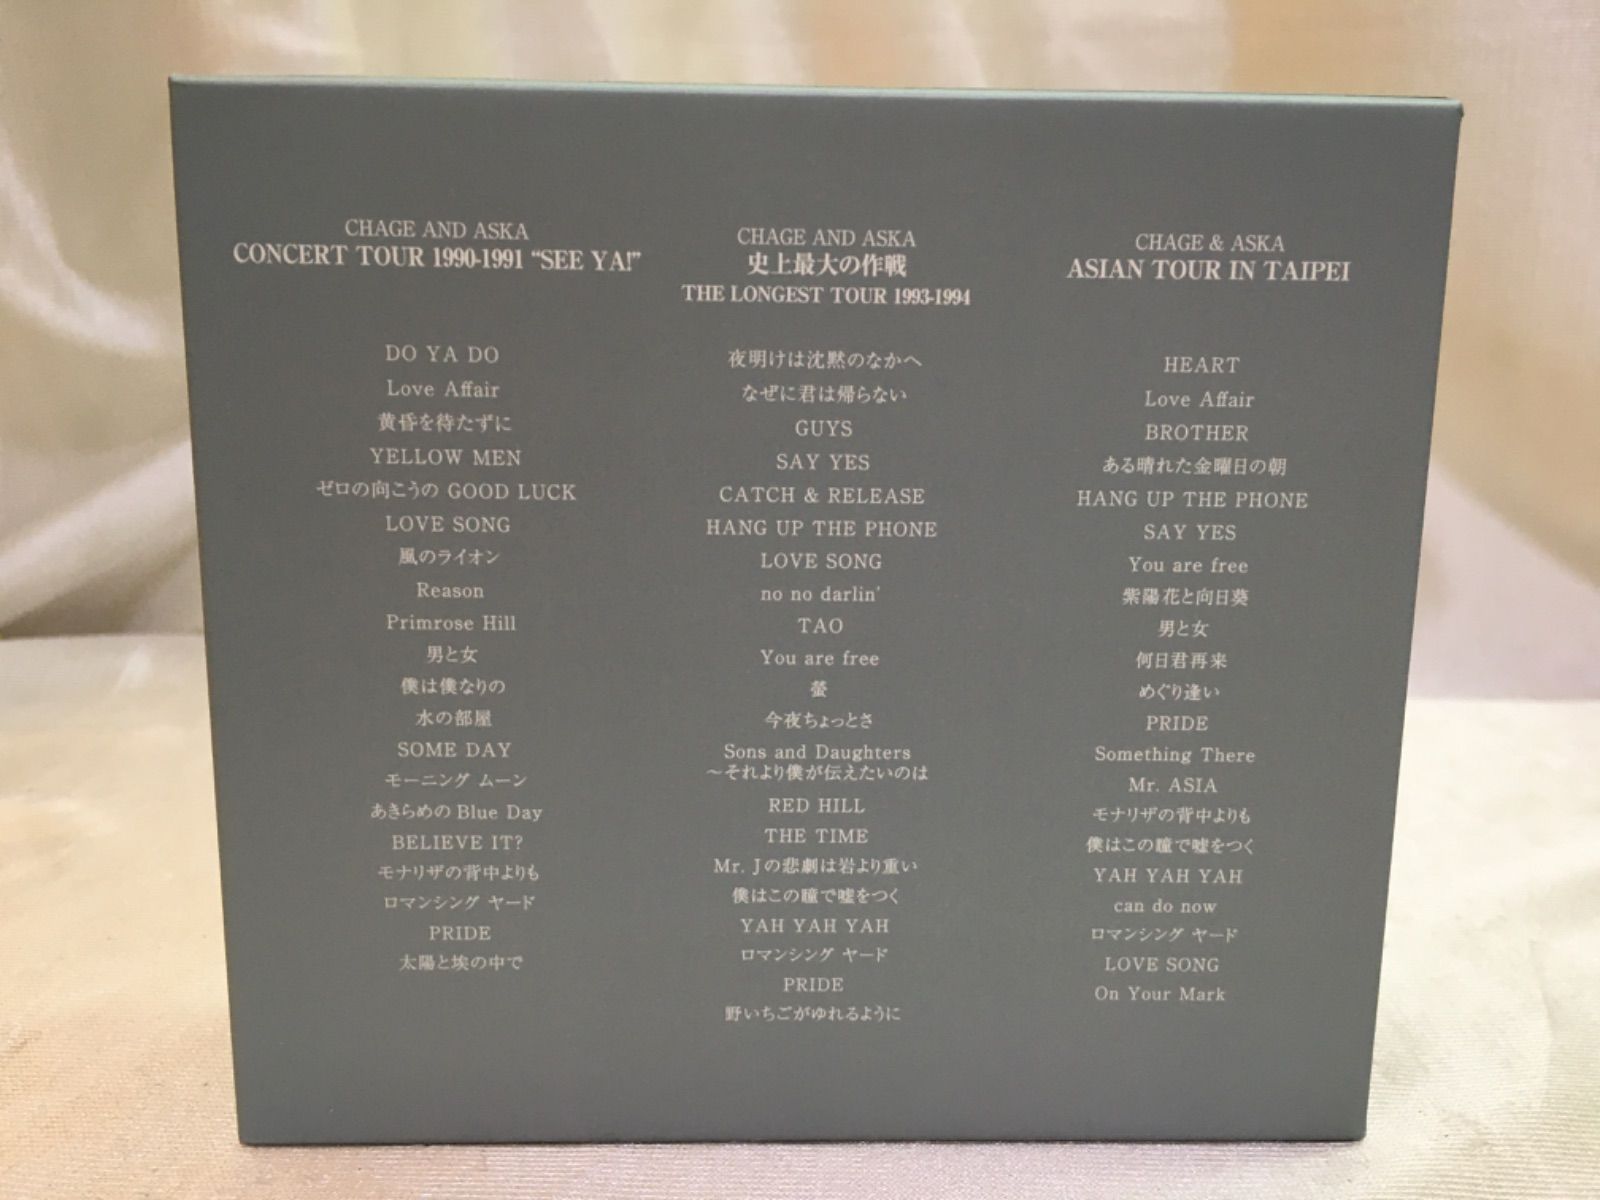 CHAGE AND ASKA
CONCERT TOUR 1990-1991 “SEE YA!”
DO YA DO
Love Affair
黄昏を待たずに
YELLOW MEN
ゼロの向こうの GOOD LUCK
LOVE SONG
風のライオン
Reason
Primrose Hill
男と女
僕は僕なりの
水の部屋
SOME DAY
モーニング ムーン
あきらめの Blue Day
BELIEVE IT?
モナリザの背中よりも
ロマンシング ヤード
PRIDE
太陽と埃の中で
CHAGE AND ASKA
史上最大の作戦
THE LONGEST TOUR 1993-1994
夜明けは沈黙のなかへ
なぜに君は帰らない
GUYS
SAY YES
CATCH & RELEASE
HANG UP THE PHONE
LOVE SONG
no no darlin'
TAO
You are free
螢
今夜ちょっとさ
Sons and Daughters
～それより僕が伝えたいのは
RED HILL
THE TIME
Mr. Jの悲劇は岩より重い
僕はこの瞳で嘘をつく
YAH YAH YAH
ロマンシング ヤード
PRIDE
野いちごがゆれるように
CHAGE & ASKA
ASIAN TOUR IN TAIPEI
HEART
Love Affair
BROTHER
ある晴れた金曜日の朝
HANG UP THE PHONE
SAY YES
You are free
紫陽花と向日葵
男と女
何日君再来
めぐり逢い
PRIDE
Something There
Mr. ASIA
モナリザの背中よりも
僕はこの瞳で嘘をつく
YAH YAH YAH
can do now
ロマンシング ヤード
LOVE SONG
On Your Mark